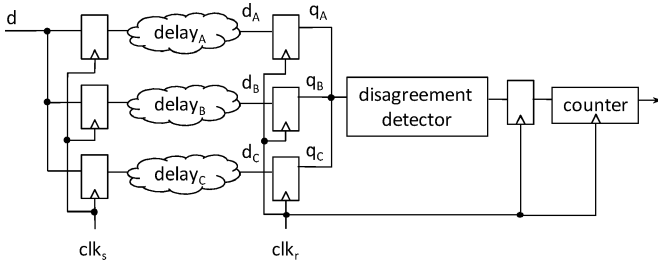 d
delayA
dA
qA
delayB
dB
qB
disagreement
detector
counter
delayC
dC
qC
clks
clkr